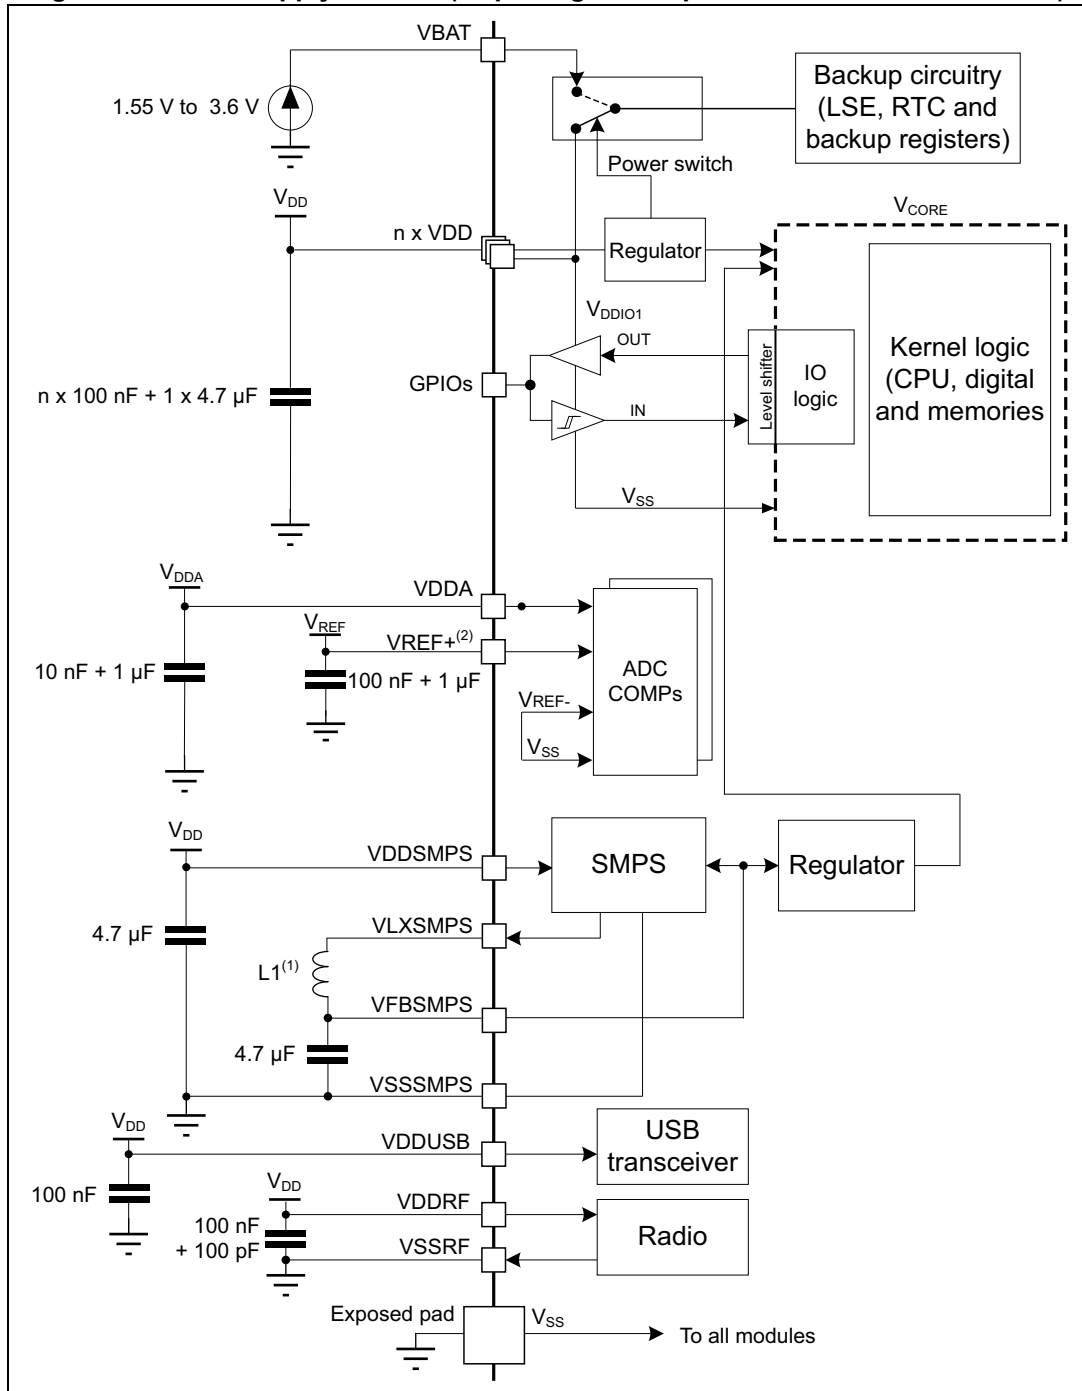 VBAT
Backup circuitry
(LSE, RTC and
backup registers)
1.55 V to 3.6 V
Power switch
VDD
VCORE
n x VDD
Regulator
VDDIO1
OUT
Kernel logic
(CPU, digital
and memories
Level shifter
IO
logic
GPIOs
n x 100 nF + 1 x 4.7 µF
IN
VSS
VDDA
VDDA
VREF
VREF+(2)
10 nF + 1 µF
100 nF + 1 µF
ADC
COMPs
VREF-
VSS
VDD
VDDSMPS
SMPS
Regulator
4.7 µF
VLXSMPS
L1(1)
VFBSMPS
4.7 µF
VSSSMPS
VDD
VDDUSB
USB
transceiver
100 nF
VDD
VDDRF
100 nF
+ 100 pF
VSSRF
Radio
Exposed pad
VSS
To all modules